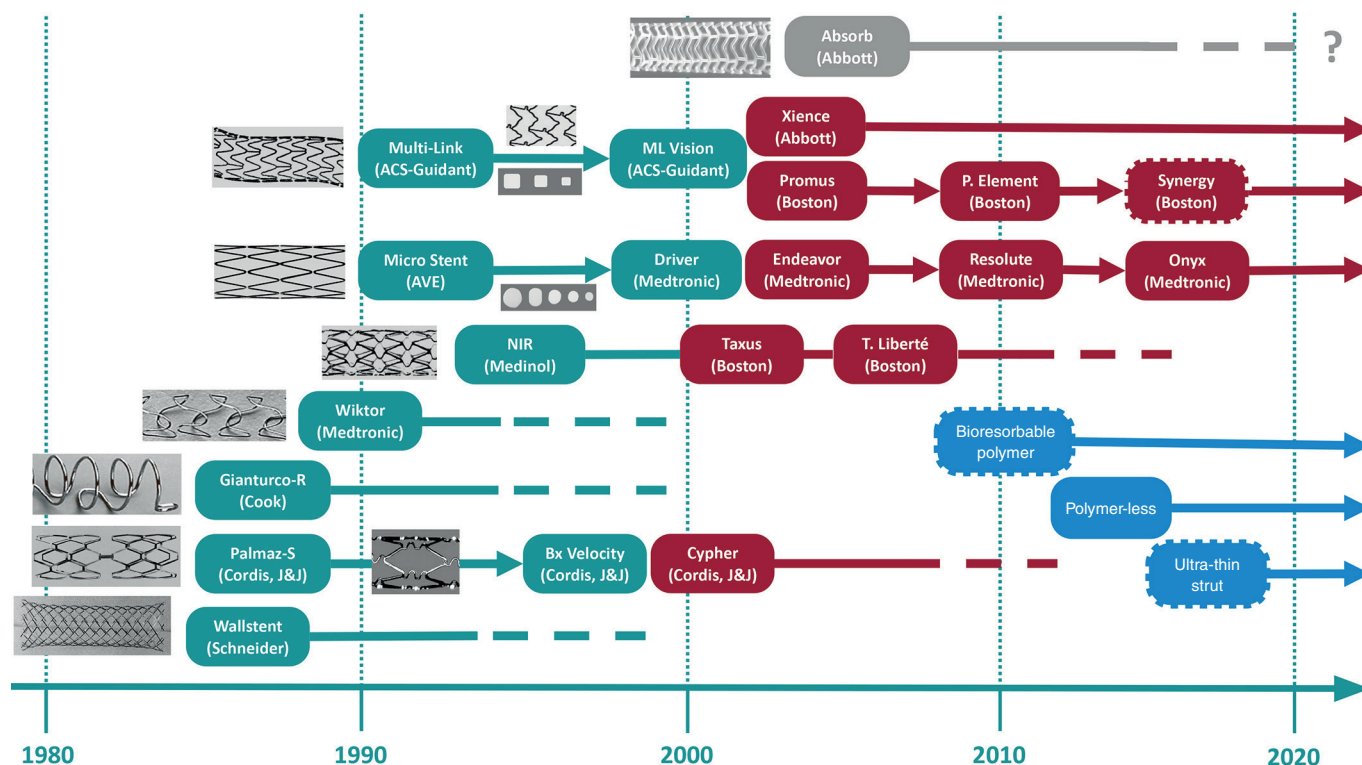 Absorb
(Abbott)
?
Xience
(Abbott)
Multi-Link
(ACS-Guidant)
ML Vision
(ACS-Guidant)
Promus
(Boston)
P. Element
(Boston)
Synergy
(Boston)
Micro Stent
(AVE)
Driver
(Medtronic)
Endeavor
(Medtronic)
Resolute
(Medtronic)
Onyx
(Medtronic)
NIR
(Medinol)
Taxus
(Boston)
T. Liberté
(Boston)
Wiktor
(Medtronic)
Bioresorbable
polymer
Gianturco-R
(Cook)
Polymer-less
Palmaz-S
(Cordis, J&J)
Bx Velocity
(Cordis, J&J)
Cypher
(Cordis, J&J)
Ultra-thin
strut
Wallstent
(Schneider)
1980
1990
2000
2010
2020